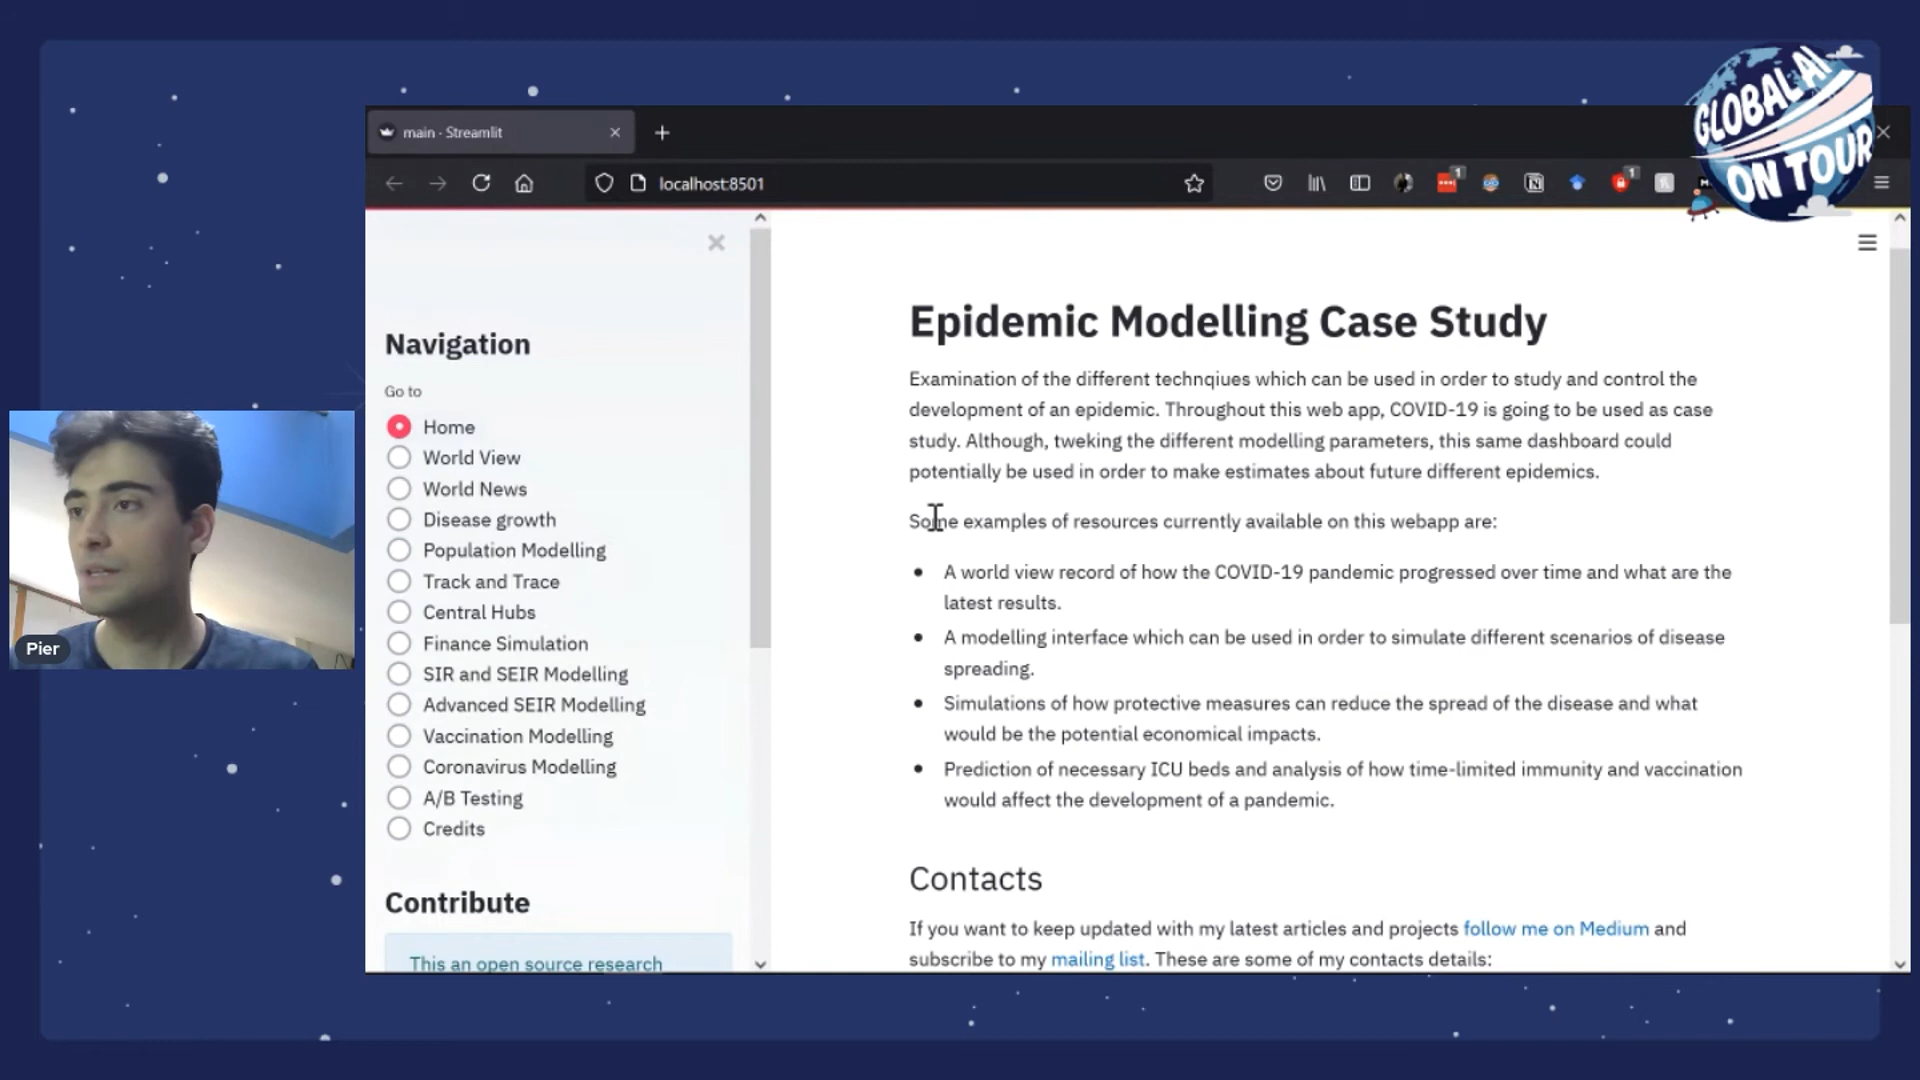 GLOBAL AI
ON TOUR
main - Streamlit
localhost:8501
1
1
Navigation
Go to
Home
World View
World News
Disease growth
Population Modelling
Track and Trace
Central Hubs
Finance Simulation
SIR and SEIR Modelling
Advanced SEIR Modelling
Vaccination Modelling
Coronavirus Modelling
A/B Testing
Credits
Contribute
This an open source research
Epidemic Modelling Case Study
Examination of the different technqiues which can be used in order to study and control the
development of an epidemic. Throughout this web app, COVID-19 is going to be used as case
study. Although, tweking the different modelling parameters, this same dashboard could
potentially be used in order to make estimates about future different epidemics.
Some examples of resources currently available on this webapp are:
A world view record of how the COVID-19 pandemic progressed over time and what are the
latest results.
A modelling interface which can be used in order to simulate different scenarios of disease
spreading.
Simulations of how protective measures can reduce the spread of the disease and what
would be the potential economical impacts.
Prediction of necessary ICU beds and analysis of how time-limited immunity and vaccination
would affect the development of a pandemic.
Contacts
If you want to keep updated with my latest articles and projects follow me on Medium and
subscribe to my mailing list. These are some of my contacts details:
Pier